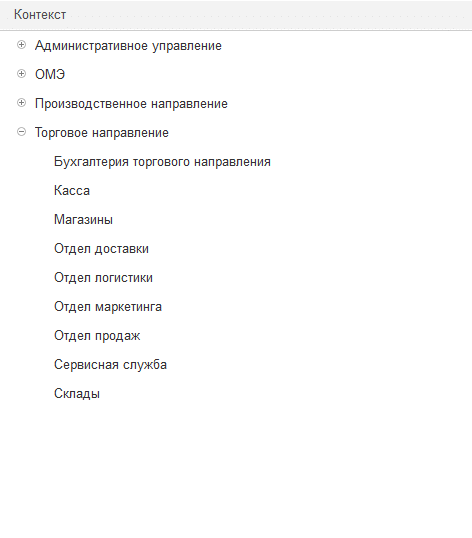 Контекст
Административное управление
ОМЭ
Производственное направление
Торговое направление
Бухгалтерия торгового направления
Касса
Магазины
Отдел доставки
Отдел логистики
Отдел маркетинга
Отдел продаж
Сервисная служба
Склады